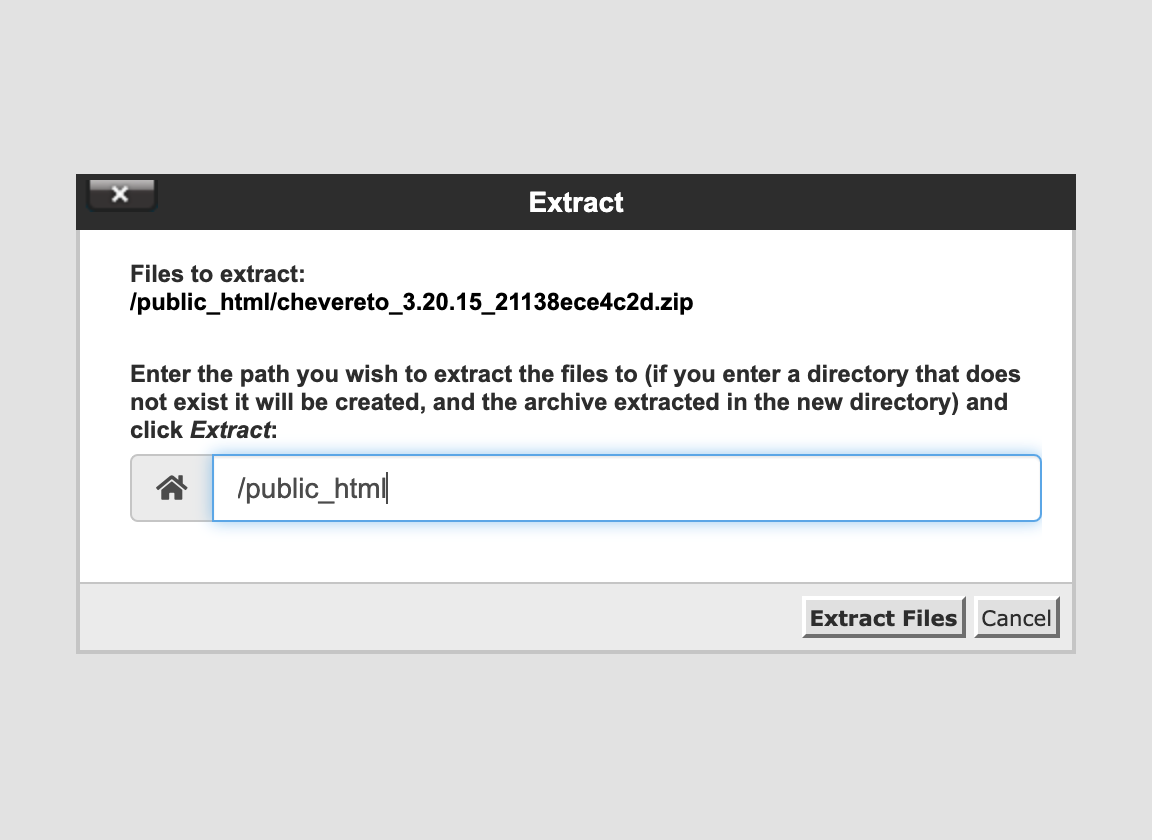 Extract
Files to extract:
/public_html/chevereto_3.20.15_21138ece4c2d.zip
Enter the path you wish to extract the files to (if you enter a directory that does
not exist it will be created, and the archive extracted in the new directory) and
click Extract:
/public_html
Extract Files Cancel